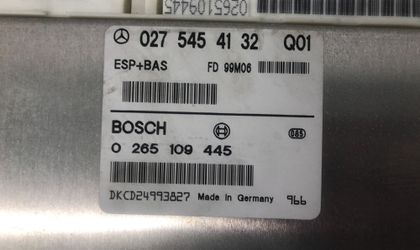 0265109445
027 545 41 32 Q01
ESP+BAS FD 99M06
BOSCH
065
0 265 109 445
DKCD24993827 Made in Germany 966